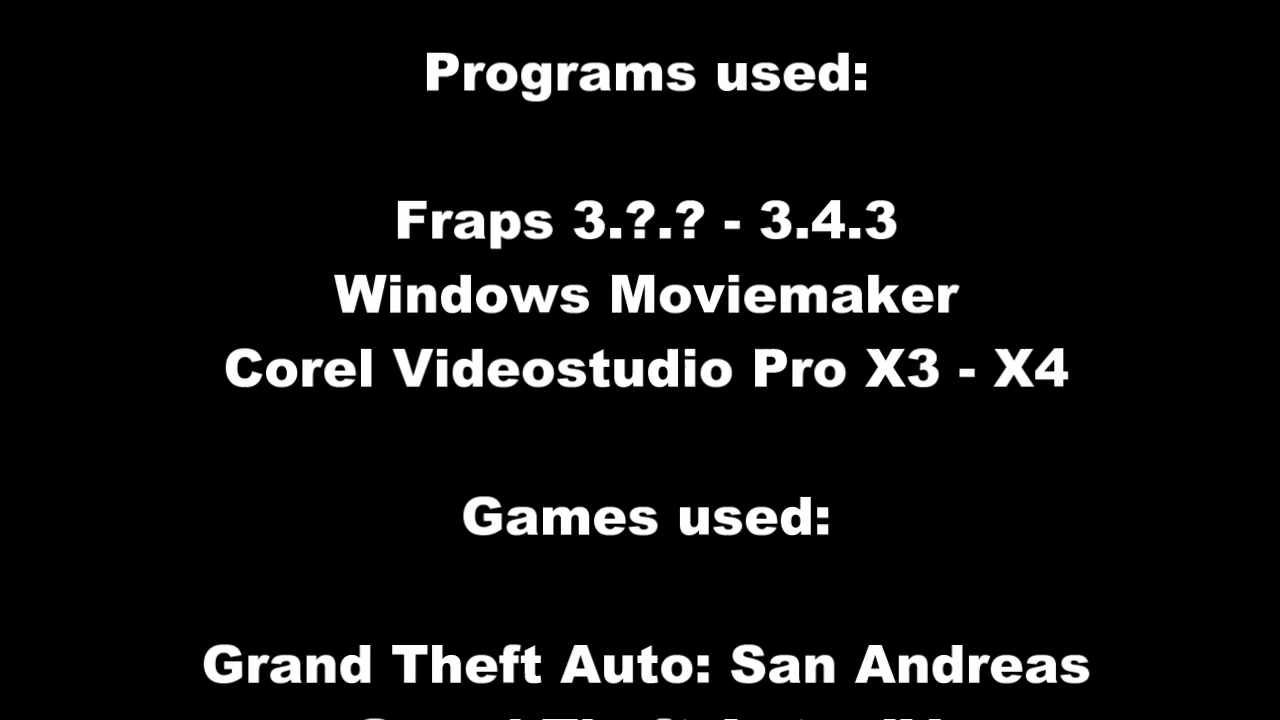 Programs used:
Fraps 3.?.? - 3.4.3
Windows Moviemaker
Corel Videostudio Pro X3 - X4
Games used:
Grand Theft Auto: San Andreas